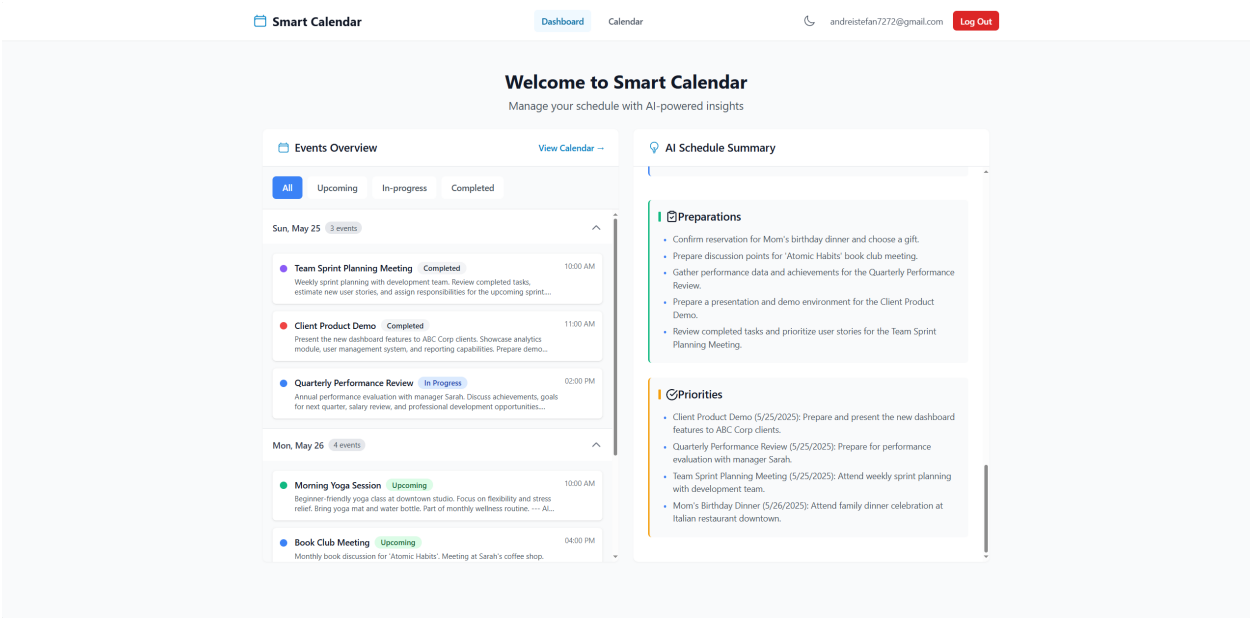 Smart Calendar
Dashboard
Calendar
andreistefan7272@gmail.com
Log Out
Welcome to Smart Calendar
Manage your schedule with AI-powered insights
Events Overview
View Calendar →
All
Upcoming
In-progress
Completed
Sun, May 25
3 events
Team Sprint Planning Meeting
Completed
10:00 AM
Weekly sprint planning with development team. Review completed tasks,
estimate new user stories, and assign responsibilities for the upcoming sprint....
Client Product Demo
Completed
11:00 AM
Present the new dashboard features to ABC Corp clients. Showcase analytics
module, user management system, and reporting capabilities. Prepare demo...
Quarterly Performance Review
In Progress
02:00 PM
Annual performance evaluation with manager Sarah. Discuss achievements, goals
for next quarter, salary review, and professional development opportunities....
Mon, May 26
4 events
Morning Yoga Session
Upcoming
10:00 AM
Beginner-friendly yoga class at downtown studio. Focus on flexibility and stress
relief. Bring yoga mat and water bottle. Part of monthly wellness routine. --- Al...
Book Club Meeting
Upcoming
04:00 PM
Monthly book discussion for 'Atomic Habits'. Meeting at Sarah's coffee shop.
AI Schedule Summary
Preparations
• Confirm reservation for Mom's birthday dinner and choose a gift.
• Prepare discussion points for 'Atomic Habits' book club meeting.
• Gather performance data and achievements for the Quarterly Performance
Review.
• Prepare a presentation and demo environment for the Client Product
Demo.
• Review completed tasks and prioritize user stories for the Team Sprint
Planning Meeting.
Priorities
• Client Product Demo (5/25/2025): Prepare and present the new dashboard
features to ABC Corp clients.
• Quarterly Performance Review (5/25/2025): Prepare for performance
evaluation with manager Sarah.
• Team Sprint Planning Meeting (5/25/2025): Attend weekly sprint planning
with development team.
• Mom's Birthday Dinner (5/26/2025): Attend family dinner celebration at
Italian restaurant downtown.